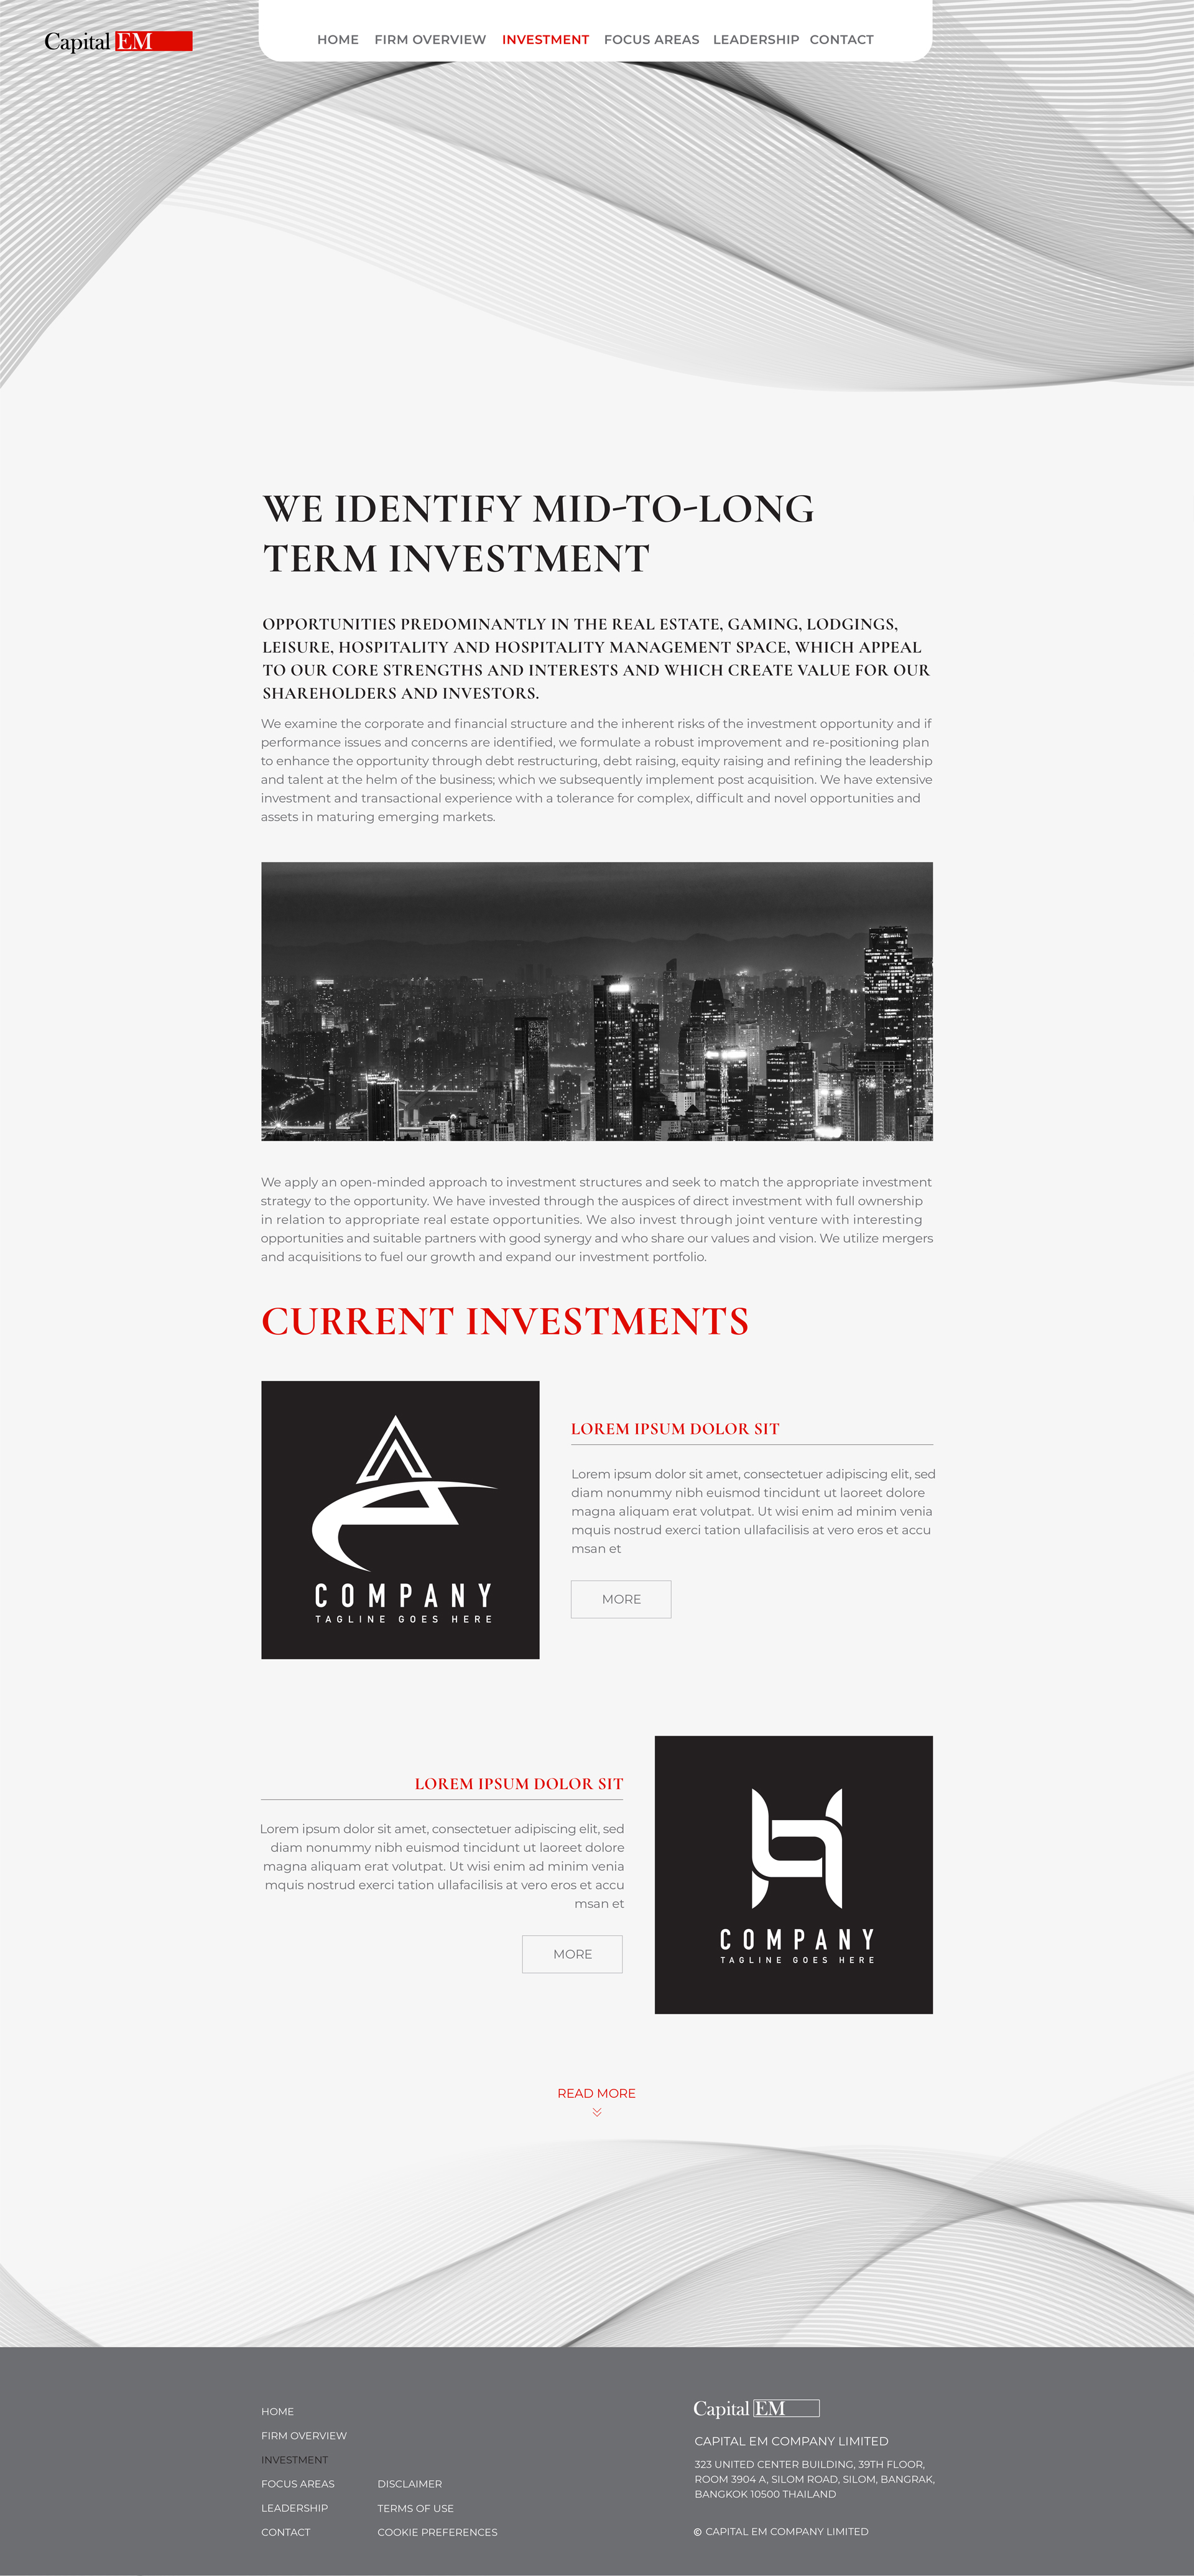 Capital EM
HOME FIRM OVERVIEW INVESTMENT FOCUS AREAS LEADERSHIP CONTACT
WE IDENTIFY MID-TO-LONG
TERM INVESTMENT
OPPORTUNITIES PREDOMINANTLY IN THE REAL ESTATE, GAMING, LODGINGS,
LEISURE, HOSPITALITY AND HOSPITALITY MANAGEMENT SPACE, WHICH APPEAL
TO OUR CORE STRENGTHS AND INTERESTS AND WHICH CREATE VALUE FOR OUR
SHAREHOLDERS AND INVESTORS.
We examine the corporate and financial structure and the inherent risks of the investment opportunity and if
performance issues and concerns are identified, we formulate a robust improvement and re-positioning plan
to enhance the opportunity through debt restructuring, debt raising, equity raising and refining the leadership
and talent at the helm of the business; which we subsequently implement post acquisition. We have extensive
investment and transactional experience with a tolerance for complex, difficult and novel opportunities and
assets in maturing emerging markets.
We apply an open-minded approach to investment structures and seek to match the appropriate investment
strategy to the opportunity. We have invested through the auspices of direct investment with full ownership
in relation to appropriate real estate opportunities. We also invest through joint venture with interesting
opportunities and suitable partners with good synergy and who share our values and vision. We utilize mergers
and acquisitions to fuel our growth and expand our investment portfolio.
CURRENT INVESTMENTS
COMPANY
TAGLINE GOES HERE
LOREM IPSUM DOLOR SIT
Lorem ipsum dolor sit amet, consectetuer adipiscing elit, sed
diam nonummy nibh euismod tincidunt ut laoreet dolore
magna aliquam erat volutpat. Ut wisi enim ad minim venia
mquis nostrud exerci tation ullafacilisis at vero eros et accu
msan et
MORE
LOREM IPSUM DOLOR SIT
Lorem ipsum dolor sit amet, consectetuer adipiscing elit, sed
diam nonummy nibh euismod tincidunt ut laoreet dolore
magna aliquam erat volutpat. Ut wisi enim ad minim venia
mquis nostrud exerci tation ullafacilisis at vero eros et accu
msan et
MORE
COMPANY
TAGLINE GOES HERE
READ MORE
HOME
FIRM OVERVIEW
INVESTMENT
FOCUS AREAS
LEADERSHIP
CONTACT
DISCLAIMER
TERMS OF USE
COOKIE PREFERENCES
Capital EM
CAPITAL EM COMPANY LIMITED
323 UNITED CENTER BUILDING, 39TH FLOOR,
ROOM 3904 A, SILOM ROAD, SILOM, BANGRAK,
BANGKOK 10500 THAILAND
© CAPITAL EM COMPANY LIMITED